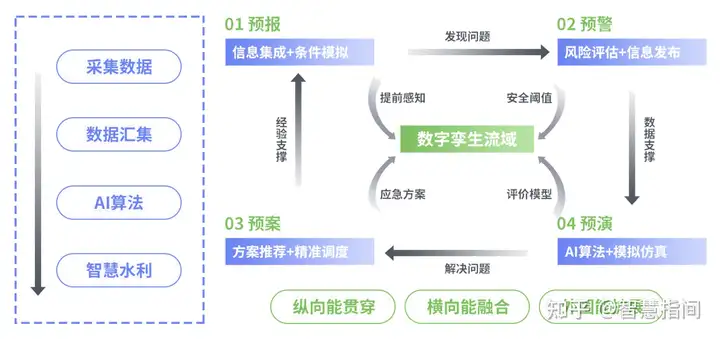 采集数据
数据汇集
AI算法
智慧水利
01 预报
信息集成+条件模拟
发现问题
02 预警
风险评估+信息发布
提前感知
安全阈值
经验支撑
数字孪生流域
数据支撑
应急方案
评价模型
03 预案
方案推荐+精准调度
解决问题
04 预演
AI算法+模拟仿真
纵向能贯穿
横向能融合
知乎 @智慧指间